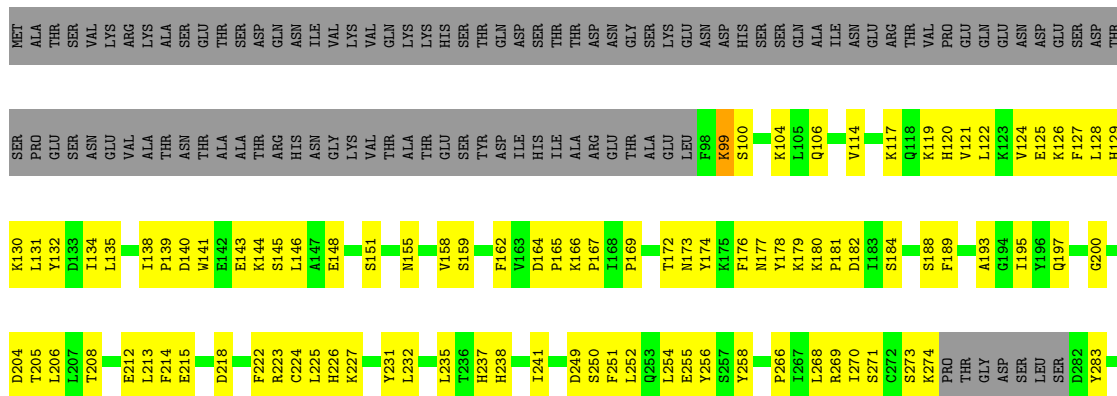 MET ALA THR SER VAL LYS ARG LYS ALA SER GLU THR SER ASP GLN ASN ILE VAL LYS VAL GLN LYS LYS HIS SER THR GLN ASP SER THR THR ASP ASN GLY SER LYS GLU ASN ASP HIS SER SER GLN ALA ILE ASN GLU ARG THR VAL PRO GLU GLN GLU ASN ASP GLU SER ASP THR
SER PRO GLU SER ASN GLU VAL ALA THR ASN THR ALA ALA THR ARG HIS ASN GLY LYS VAL THR ALA THR GLU SER TYR ASP ILE HIS ILE ALA ARG GLU THR ALA GLU LEU F98 K99 S100 K104 L105 Q106 V114 K117 Q118 K119 H120 V121 L122 K123 V124 E125 K126 F127 L128 H129
K130 L131 Y132 D133 I134 L135 I138 P139 D140 W141 E142 E143 K144 S145 L146 A147 E148 S151 N155 V158 S159 F162 V163 D164 P165 K166 P167 I168 P169 T172 N173 Y174 K175 F176 N177 Y178 K179 K180 P181 D182 I183 S184 S188 F189 A193 G194 I195 Y196 Q197 G200
D204 T205 L206 L207 T208 E212 L213 F214 E215 D218 F222 R223 C224 L225 H226 K227 Y231 L232 L235 T236 H237 H238 I241 D249 S250 F251 L252 Q253 L254 E255 Y256 S257 Y258 P266 I267 L268 R269 I270 S271 C272 S273 K274 PRO THR GLY ASP SER LEU SER D282 Y283